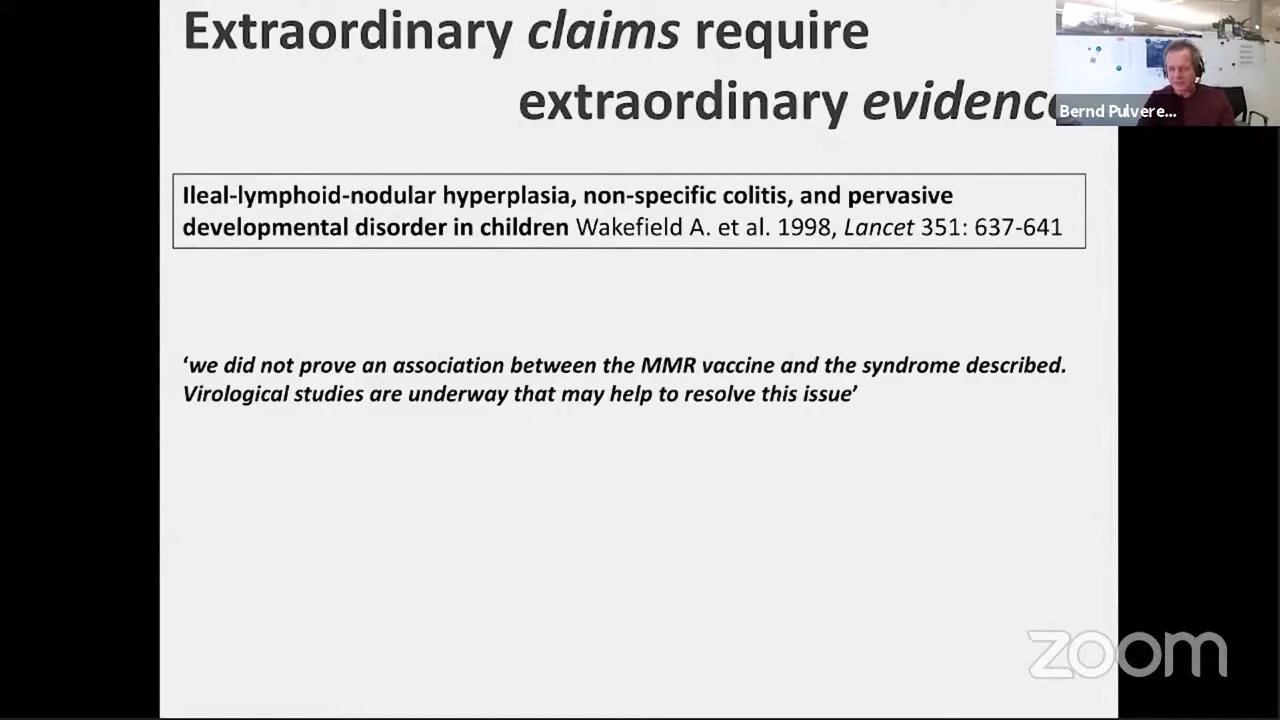 Extraordinary claims require
extraordinary evidenc
Bernd Pulvere...
Ileal-lymphoid-nodular hyperplasia, non-specific colitis, and pervasive
developmental disorder in children Wakefield A. et al. 1998, Lancet 351: 637-641
‘we did not prove an association between the MMR vaccine and the syndrome described.
Virological studies are underway that may help to resolve this issue’
zoom